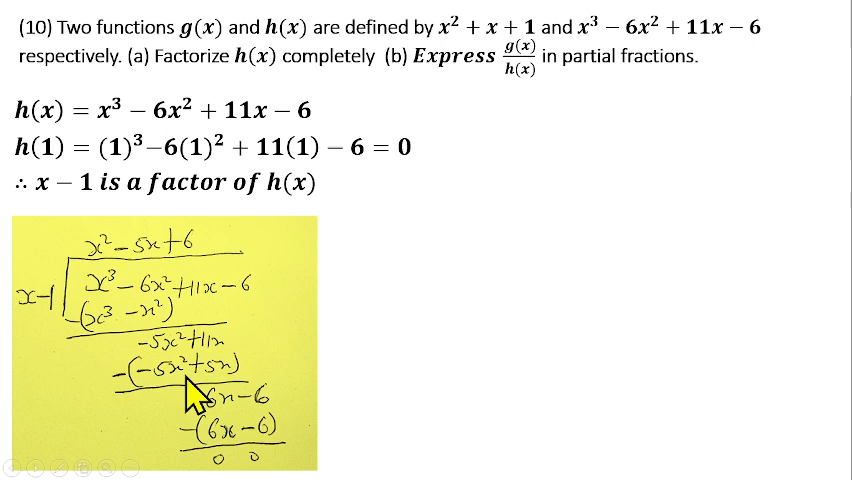 (10) Two functions g(x) and h(x) are defined by x² + x + 1 and x³ − 6x² + 11x − 6
respectively. (a) Factorize h(x) completely (b) Express g(x)/h(x) in partial fractions.
h(x) = x³ − 6x² + 11x − 6
h(1) = (1)³−6(1)² + 11(1) − 6 = 0
∴ x − 1 is a factor of h(x)
x² − 5x + 6
x−1 x³ − 6x² + 11x − 6
−(x³ − x²)
−5x² + 11x
−(−5x² + 5x)
6x − 6
−(6x − 6)
0 0